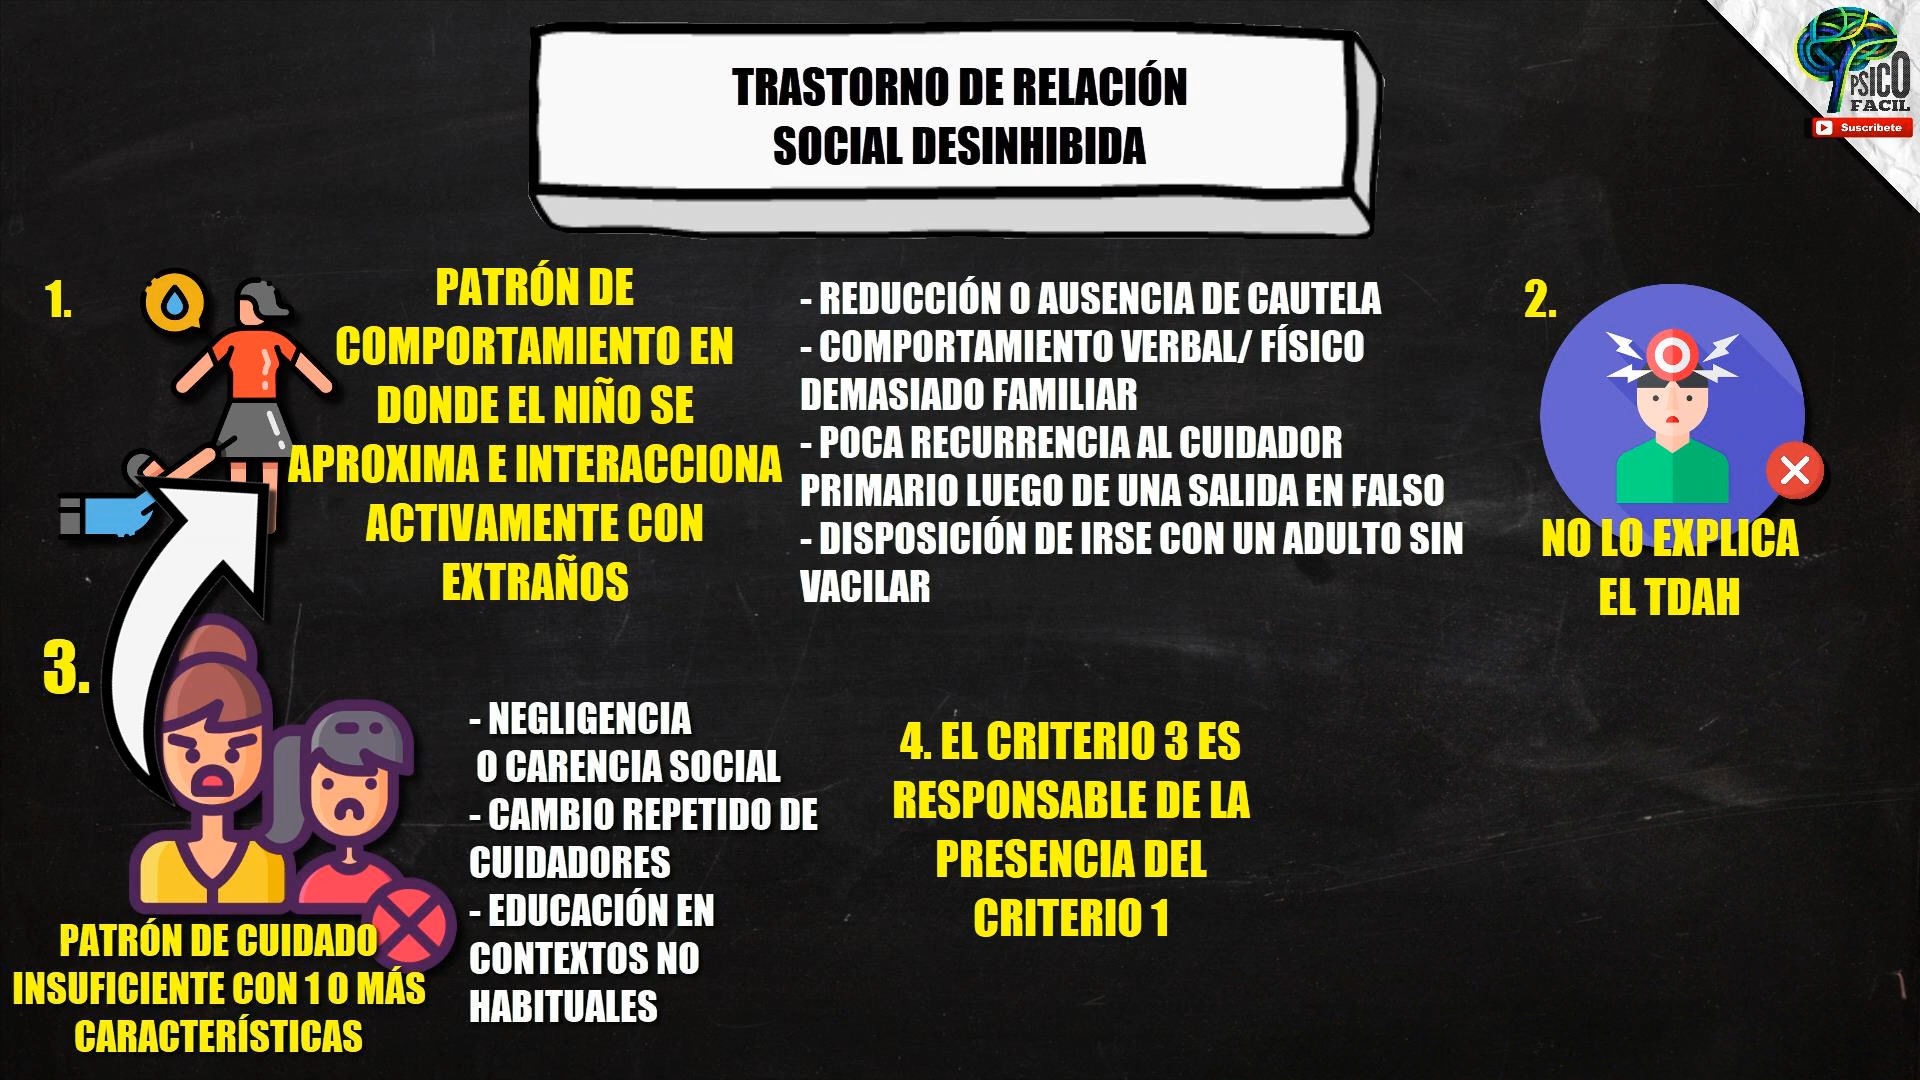 TRASTORNO DE RELACIÓN
SOCIAL DESINHIBIDA
PSICO
FACIL
Suscribete
1.
PATRÓN DE
COMPORTAMIENTO EN
DONDE EL NIÑO SE
APROXIMA E INTERACCIONA
ACTIVAMENTE CON
EXTRAÑOS
- REDUCCIÓN O AUSENCIA DE CAUTELA
- COMPORTAMIENTO VERBAL/ FÍSICO
DEMASIADO FAMILIAR
- POCA RECURRENCIA AL CUIDADOR
PRIMARIO LUEGO DE UNA SALIDA EN FALSO
- DISPOSICIÓN DE IRSE CON UN ADULTO SIN
VACILAR
2.
NO LO EXPLICA
EL TDAH
3.
PATRÓN DE CUIDADO
INSUFICIENTE CON 1 O MÁS
CARACTERÍSTICAS
- NEGLIGENCIA
O CARENCIA SOCIAL
- CAMBIO REPETIDO DE
CUIDADORES
- EDUCACIÓN EN
CONTEXTOS NO
HABITUALES
4. EL CRITERIO 3 ES
RESPONSABLE DE LA
PRESENCIA DEL
CRITERIO 1